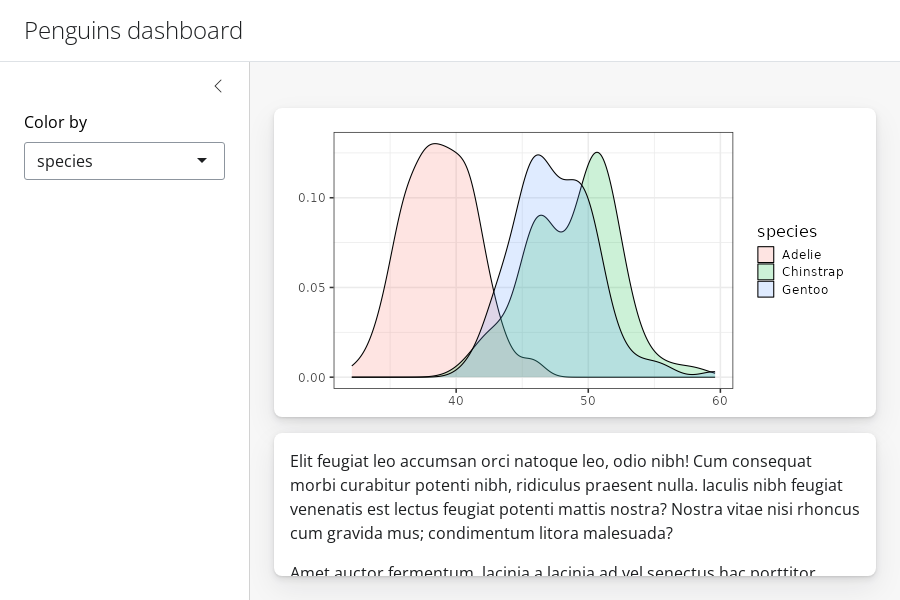 Penguins dashboard
Color by
species
0.10
0.05
0.00
40 50 60
species
Adelie
Chinstrap
Gentoo
Elit feugiat leo accumsan orci natoque leo, odio nibh! Cum consequat
morbi curabitur potenti nibh, ridiculus praesent nulla. Iaculis nibh feugiat
venenatis est lectus feugiat potenti mattis nostra? Nostra vitae nisi rhoncus
cum gravida mus; condimentum litora malesuada?
Amet auctor fermentum, lacinia a lacinia ad vel senectus hac porttitor